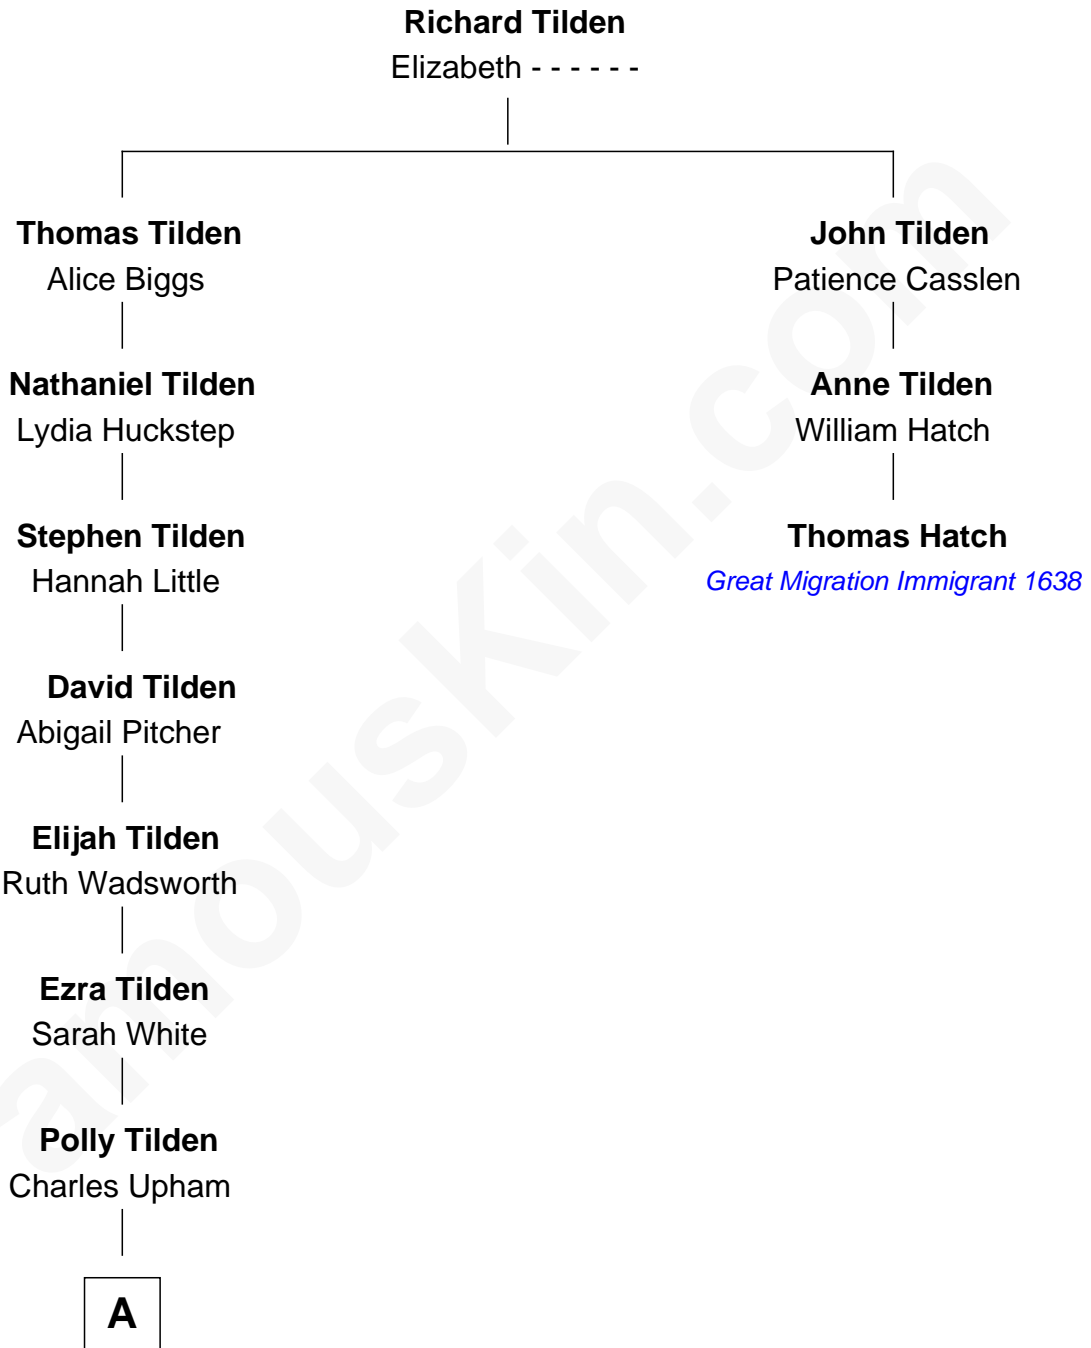 Richard Tilden
Elizabeth - - - - - -
Thomas Tilden
Alice Biggs
John Tilden
Patience Casslen
Nathaniel Tilden
Lydia Huckstep
Anne Tilden
William Hatch
Stephen Tilden
Hannah Little
Thomas Hatch
Great Migration Immigrant 1638
David Tilden
Abigail Pitcher
Elijah Tilden
Ruth Wadsworth
Ezra Tilden
Sarah White
Polly Tilden
Charles Upham
A
amousKin.com